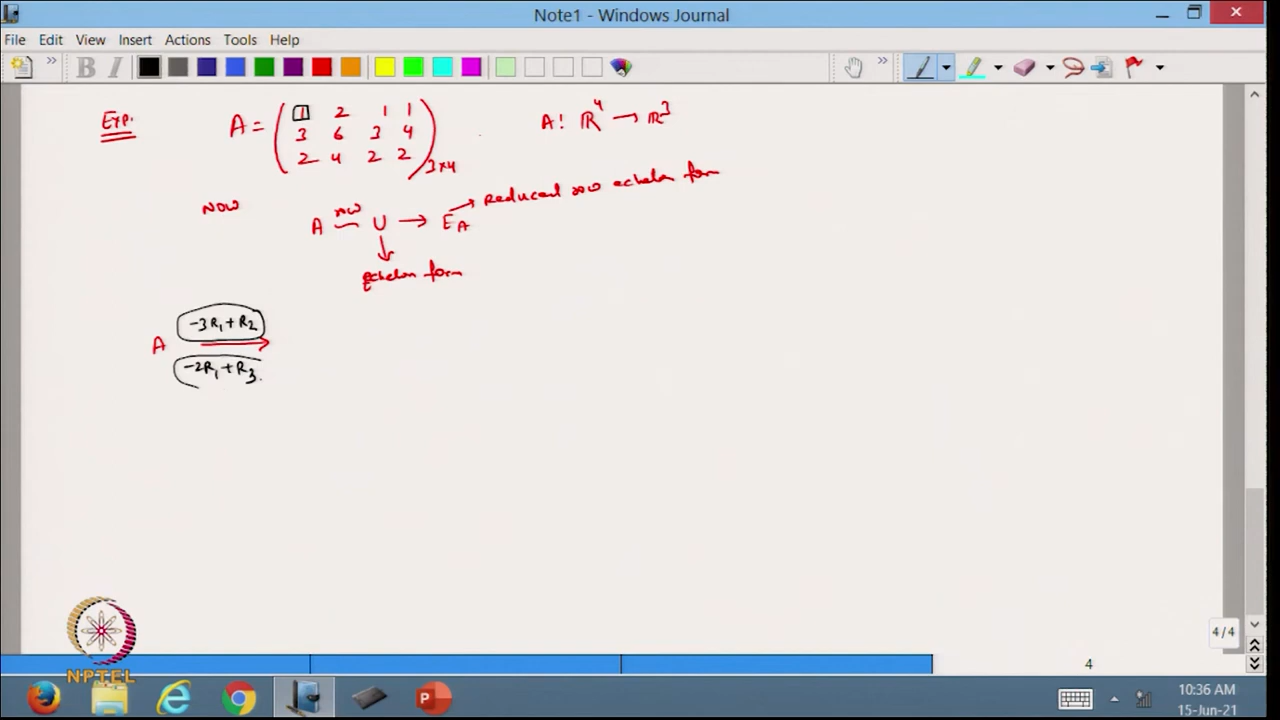 Note1 - Windows Journal
File Edit View Insert Actions Tools Help
B I
Exp. A = ( 1 2 1 1 A: ℝ⁴ → ℝ³
3 6 3 4
2 4 2 2 )3×4
NOW A row U → E_A → Reduced row echelon form
Echelon form
-3R₁ + R₂
A →
-2R₁ + R₃
4/4
4
NPTEL
10:36 AM
15-Jun-21